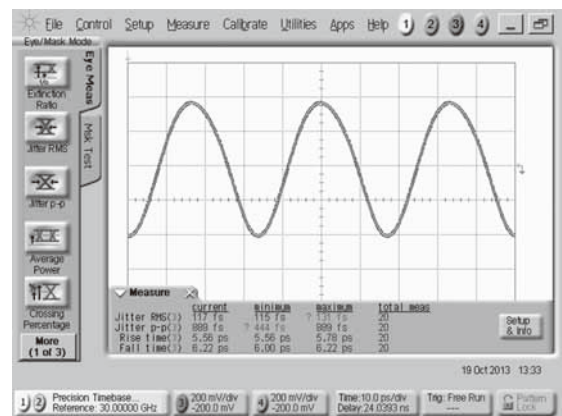 File Control Setup Measure Calibrate Utilities Apps Help 1 2 3 4
Eye/Mask Mode
Eye Meas
Msk Test
Extinction
Ratio
Jitter RMS
Jitter p-p
Average
Power
Crossing
Percentage
More
(1 of 3)
Measure
current minimum maximum total meas
Jitter RMS(3) 117 fs 115 fs ? 131 fs 20
Jitter p-p(3) 889 fs ? 444 fs 889 fs 20
Rise time(3) 5.56 ps 5.56 ps 5.78 ps 20
Fall time(3) 6.22 ps 6.00 ps 6.22 ps 20
Setup
& Info
19 Oct 2013 13:33
1 2 Precision Timebase...
Reference: 30.00000 GHz
3 200 mV/div
-200.0 mV
4 200 mV/div
-200.0 mV
Time:10.0 ps/div
Delay:24.0393 ns
Trig: Free Run
---
Pattern
Lock